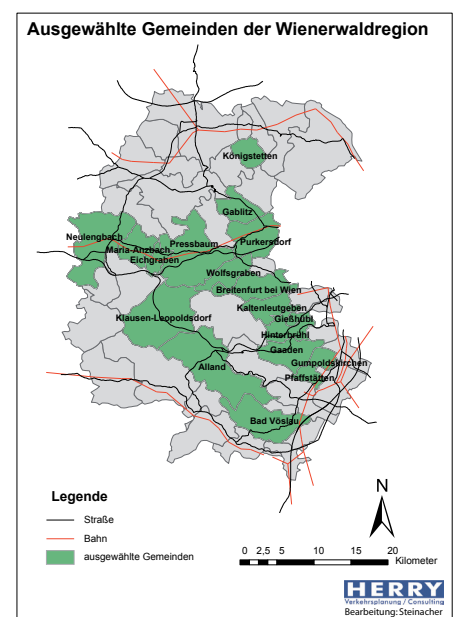 Ausgewählte Gemeinden der Wienerwaldregion
Königstetten
Gablitz
Neulengbach
Pressbaum
Purkersdorf
Maria-Anzbach
Eichgraben
Wolfsgraben
Breitenfurt bei Wien
Kaltenleutgeben
Klausen-Leopoldsdorf
Gießhübl
Hinterbrühl
Gaaden
Alland
Gumpoldskirchen
Pfaffstätten
Bad Vöslau
Legende
Straße
Bahn
ausgewählte Gemeinden
N
0 2,5 5 10 15 20
Kilometer
HERRY
Verkehrsplanung / Consulting
Bearbeitung: Steinacher